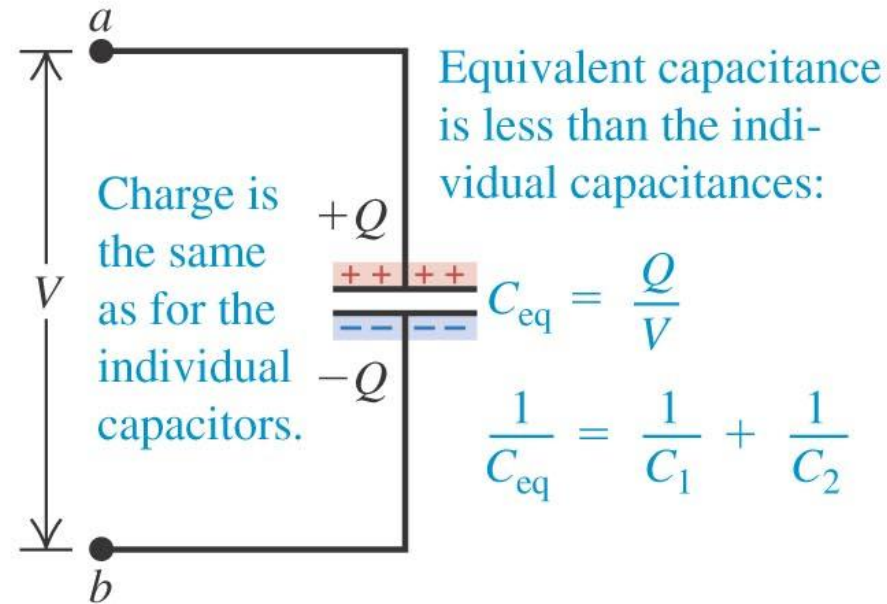 a
Equivalent capacitance
is less than the indi-
vidual capacitances:
Charge is
the same
as for the
individual
capacitors.
V
+Q
+ + + +
− − − −
−Q
C_eq = Q/V
1/C_eq = 1/C_1 + 1/C_2
b